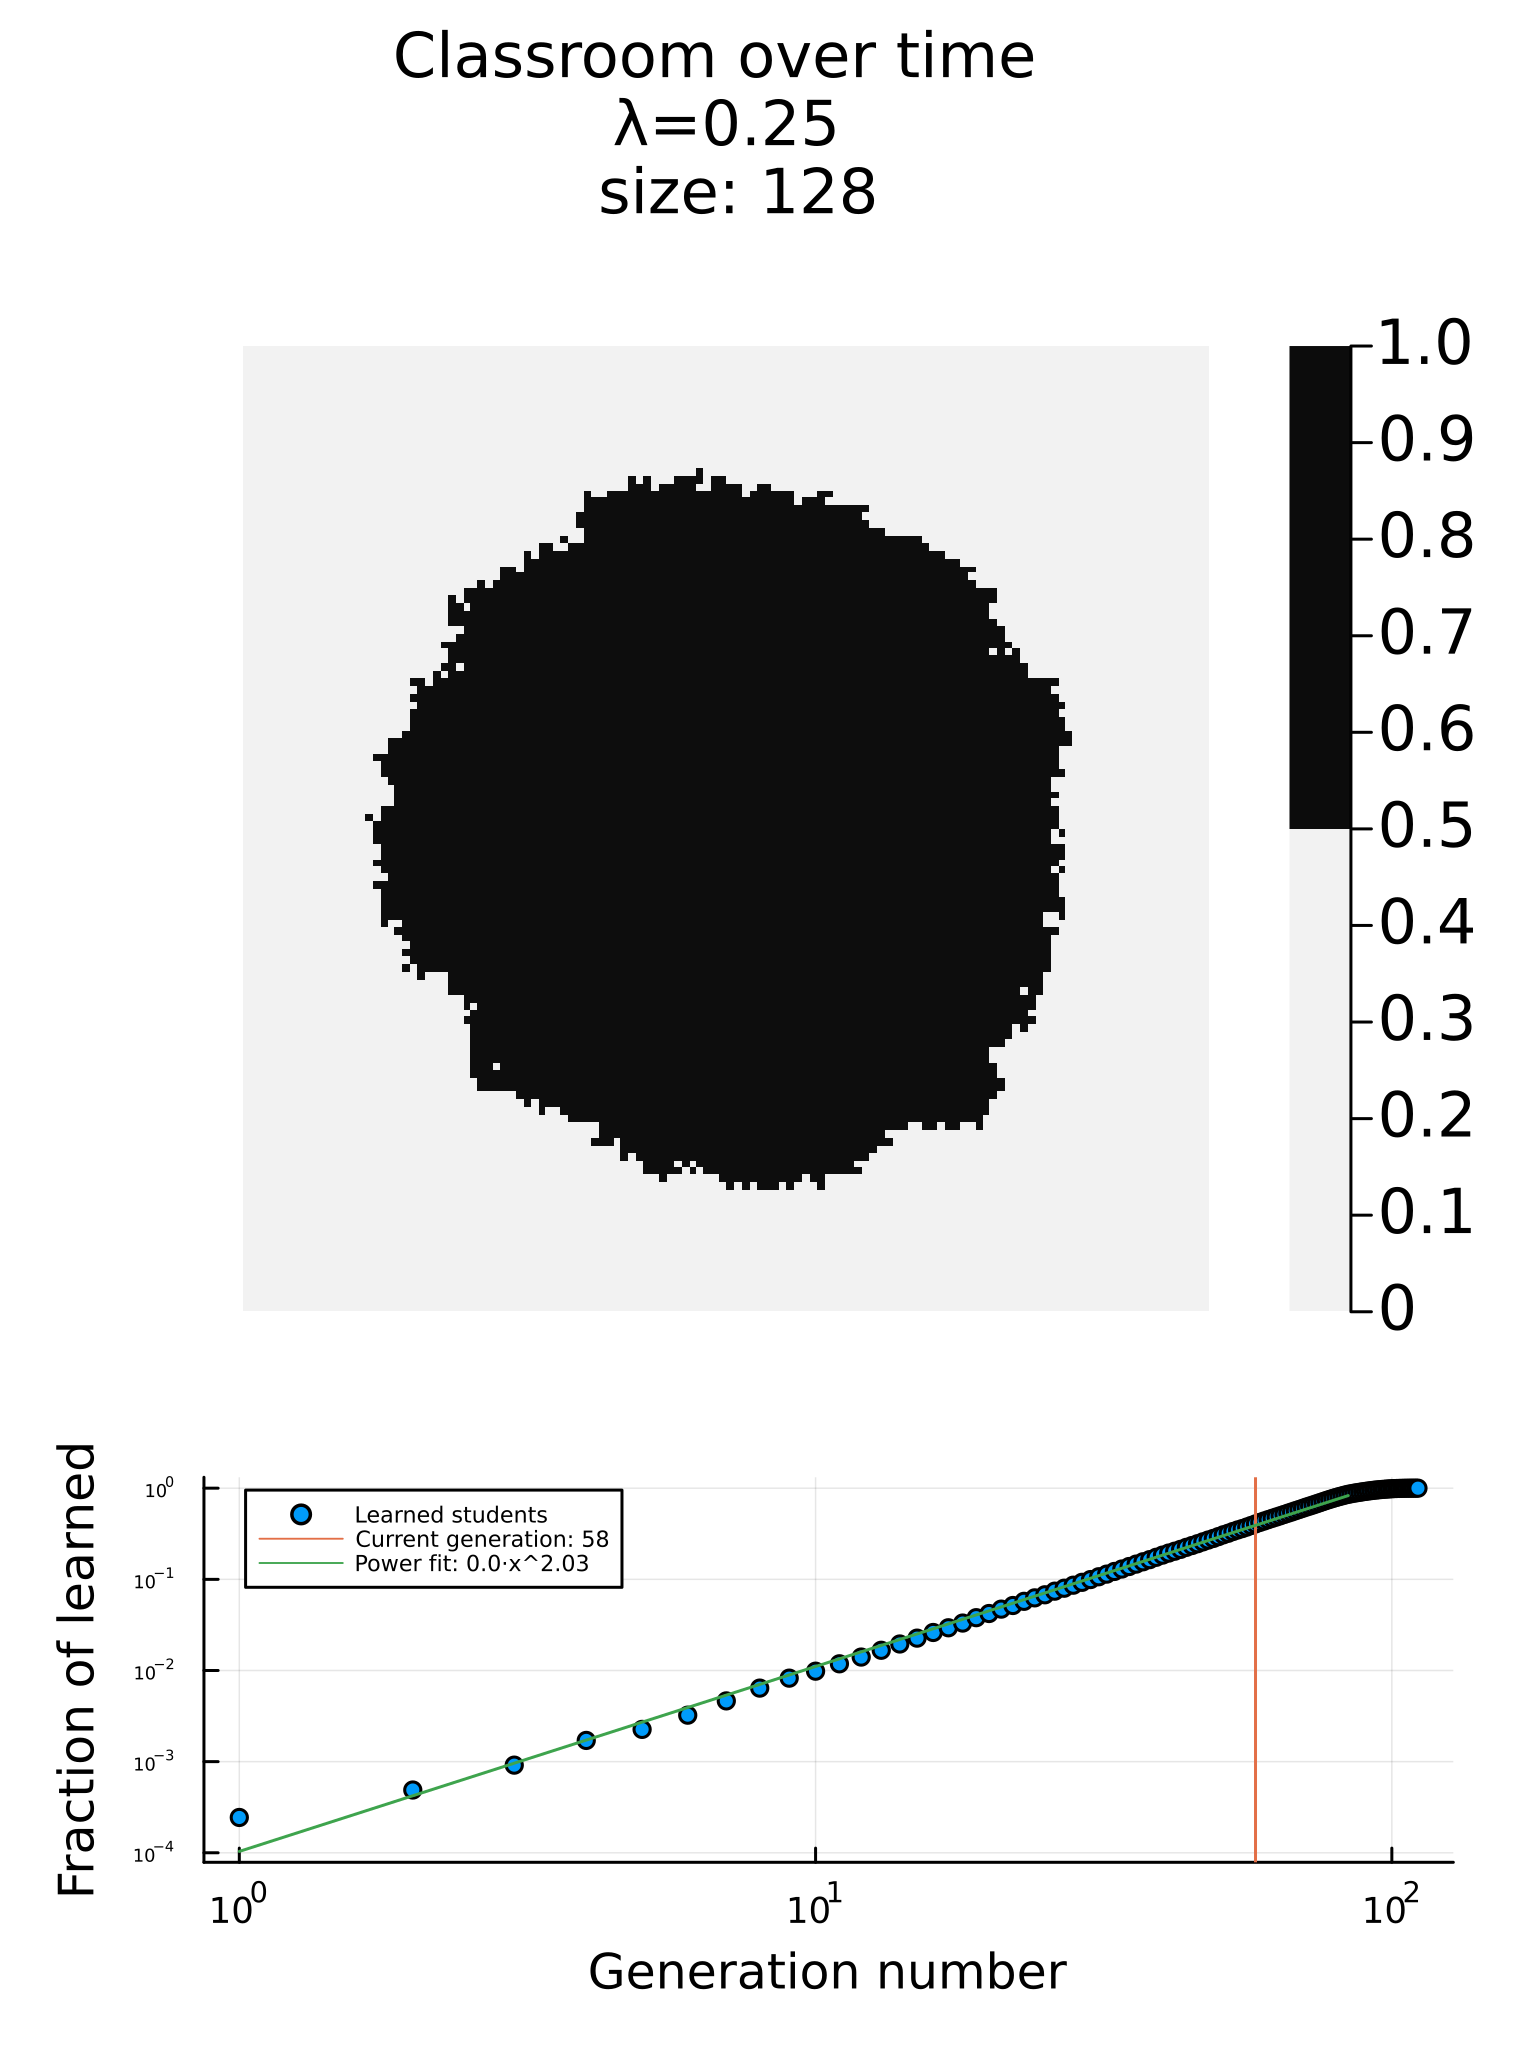 Classroom over time
λ=0.25
size: 128
1.0
0.9
0.8
0.7
0.6
0.5
0.4
0.3
0.2
0.1
0
Fraction of learned
10^0
10^-1
10^-2
10^-3
10^-4
Learned students
Current generation: 58
Power fit: 0.0·x^2.03
10^0
10^1
10^2
Generation number